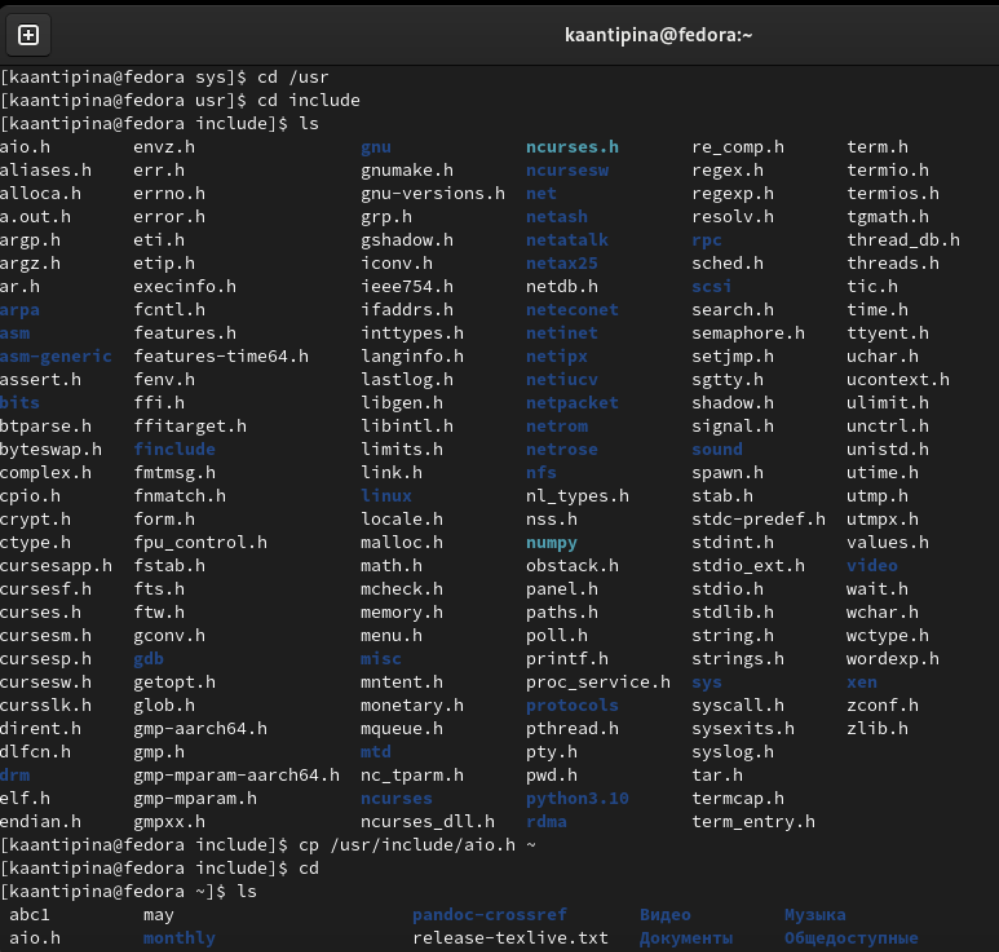 kaantipina@fedora:~
[kaantipina@fedora sys]$ cd /usr
[kaantipina@fedora usr]$ cd include
[kaantipina@fedora include]$ ls
aio.h envz.h gnu ncurses.h re_comp.h term.h
aliases.h err.h gnumake.h ncursesw regex.h termio.h
alloca.h errno.h gnu-versions.h net regexp.h termios.h
a.out.h error.h grp.h netash resolv.h tgmath.h
argp.h eti.h gshadow.h netatalk rpc thread_db.h
argz.h etip.h iconv.h netax25 sched.h threads.h
ar.h execinfo.h ieee754.h netdb.h scsi tic.h
arpa fcntl.h ifaddrs.h neteconet search.h time.h
asm features.h inttypes.h netinet semaphore.h ttyent.h
asm-generic features-time64.h langinfo.h netipx setjmp.h uchar.h
assert.h fenv.h lastlog.h netiucv sgtty.h ucontext.h
bits ffi.h libgen.h netpacket shadow.h ulimit.h
btparse.h ffitarget.h libintl.h netrom signal.h unctrl.h
byteswap.h finclude limits.h netrose sound unistd.h
complex.h fmtmsg.h link.h nfs spawn.h utime.h
cpio.h fnmatch.h linux nl_types.h stab.h utmp.h
crypt.h form.h locale.h nss.h stdc-predef.h utmpx.h
ctype.h fpu_control.h malloc.h numpy stdint.h values.h
cursesapp.h fstab.h math.h obstack.h stdio_ext.h video
cursesf.h fts.h mcheck.h panel.h stdio.h wait.h
curses.h ftw.h memory.h paths.h stdlib.h wchar.h
cursesm.h gconv.h menu.h poll.h string.h wctype.h
cursesp.h gdb misc printf.h strings.h wordexp.h
cursesw.h getopt.h mntent.h proc_service.h sys xen
cursslk.h glob.h monetary.h protocols syscall.h zconf.h
dirent.h gmp-aarch64.h mqueue.h pthread.h sysexits.h zlib.h
dlfcn.h gmp.h mtd pty.h syslog.h
drm gmp-mparam-aarch64.h nc_tparm.h pwd.h tar.h
elf.h gmp-mparam.h ncurses python3.10 termcap.h
endian.h gmpxx.h ncurses_dll.h rdma term_entry.h
[kaantipina@fedora include]$ cp /usr/include/aio.h ~
[kaantipina@fedora include]$ cd
[kaantipina@fedora ~]$ ls
abc1 may pandoc-crossref Видео Музыка
aio.h monthly release-texlive.txt Документы Общедоступные